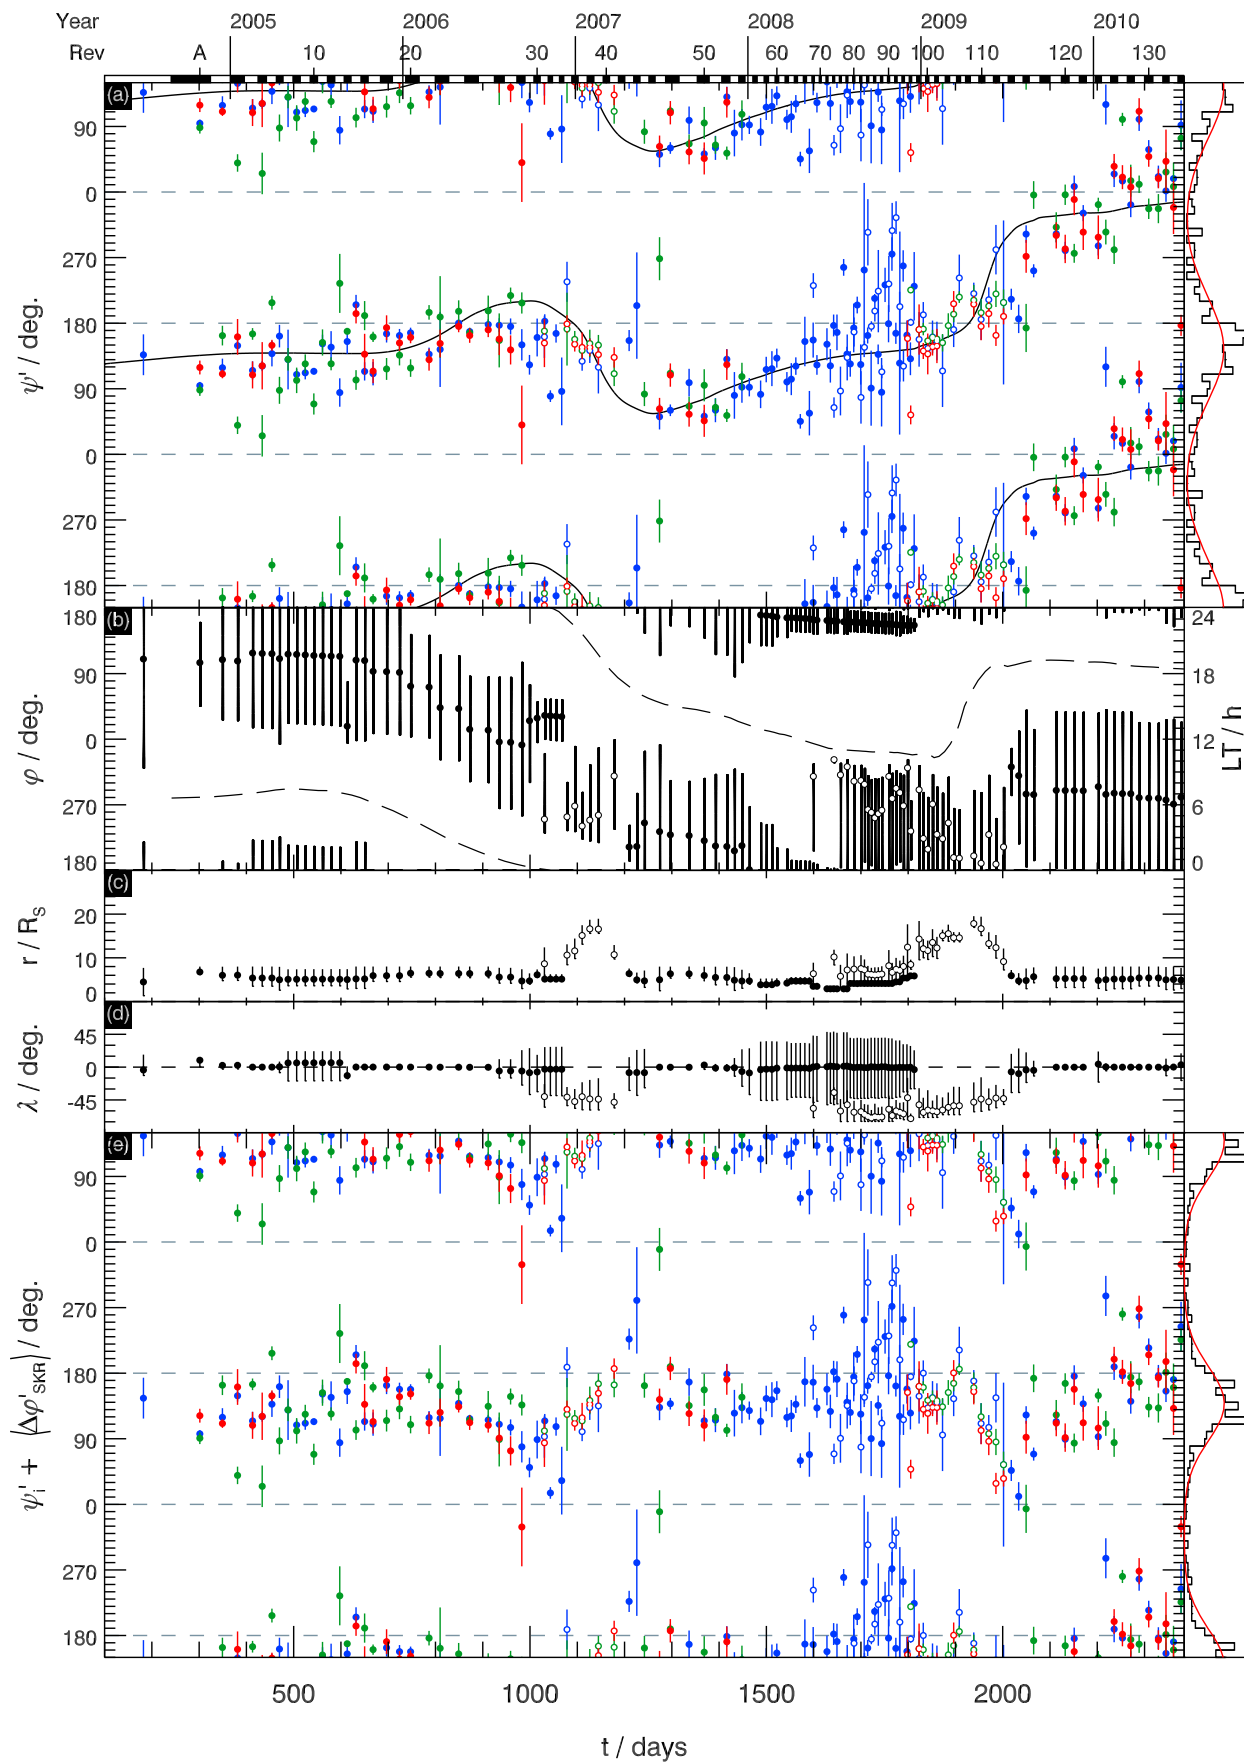 Year 2005 2006 2007 2008 2009 2010
Rev A 10 20 30 40 50 60 70 80 90 100 110 120 130
(a)
90
0
270
180
90
0
270
180
ψ' / deg.
(b)
180
90
0
270
180
φ / deg.
24
18
12
6
0
LT / h
(c)
20
10
0
r / R_S
(d)
45
0
-45
λ / deg.
(e)
90
0
270
180
90
0
270
180
ψ_i' + ⟨Δφ'_SKR⟩ / deg.
500 1000 1500 2000
t / days